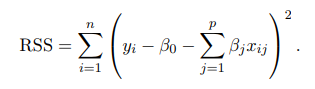 RSS = \sum_{i=1}^{n} \left( y_i - \beta_0 - \sum_{j=1}^{p} \beta_j x_{ij} \right)^2 .